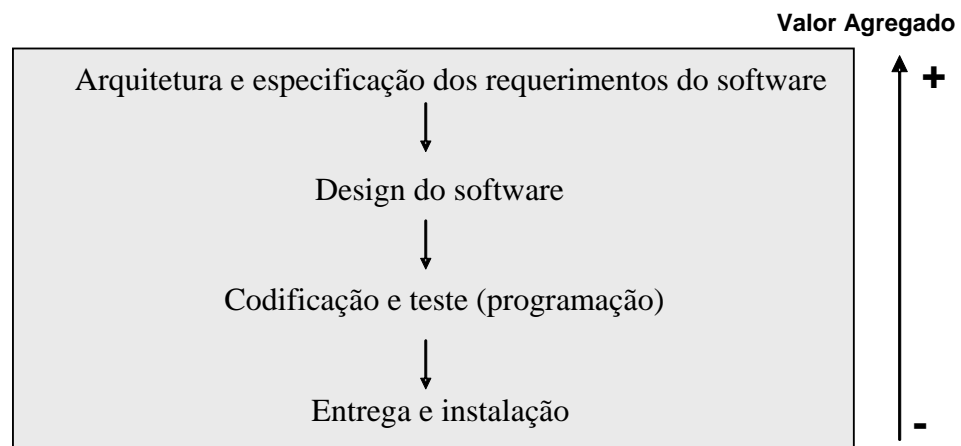 Valor Agregado
Arquitetura e especificação dos requerimentos do software
+
Design do software
Codificação e teste (programação)
Entrega e instalação
-